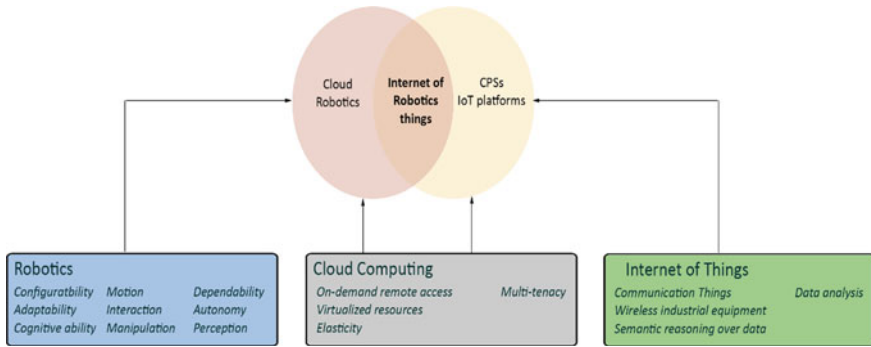 Cloud
Robotics
Internet of
Robotics
things
CPSs
IoT platforms
Robotics
Configuratbility Motion Dependability
Adaptability Interaction Autonomy
Cognitive ability Manipulation Perception
Cloud Computing
On-demand remote access Multi-tenacy
Virtualized resources
Elasticity
Internet of Things
Communication Things Data analysis
Wireless industrial equipment
Semantic reasoning over data